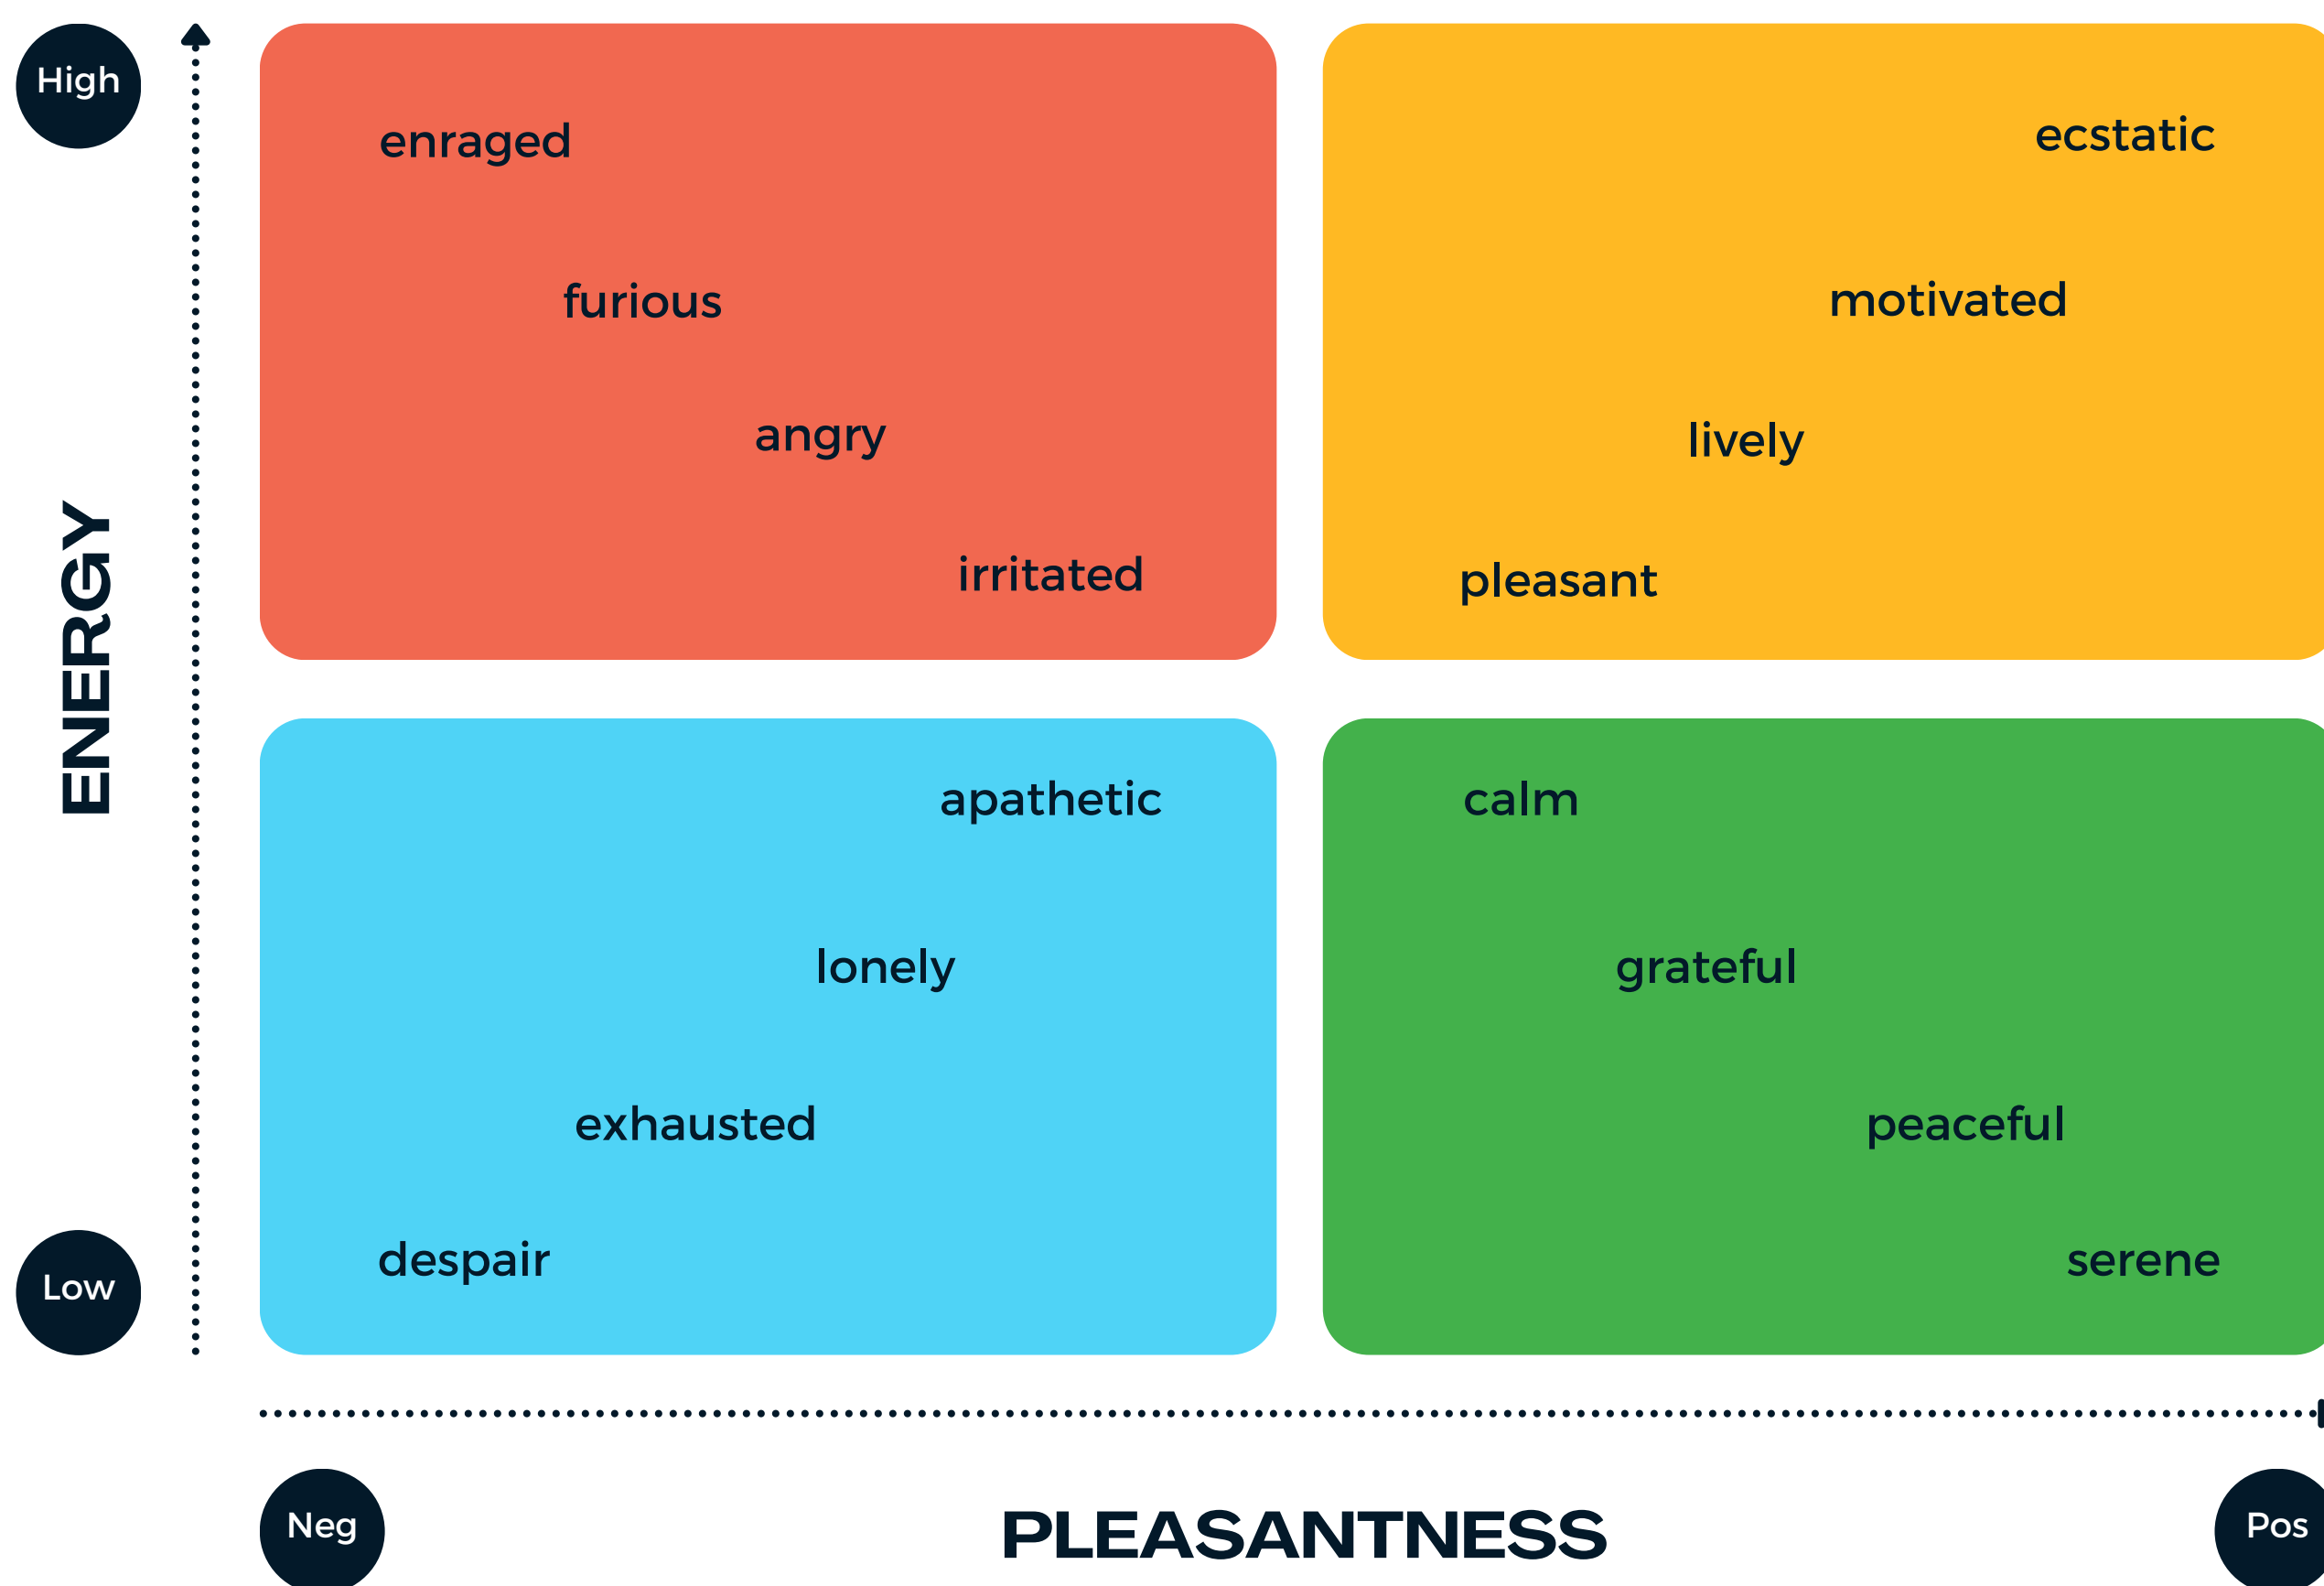 High
enraged
furious
angry
irritated
ecstatic
motivated
lively
pleasant
ENERGY
apathetic
lonely
exhausted
despair
calm
grateful
peaceful
serene
Low
Neg
PLEASANTNESS
Pos